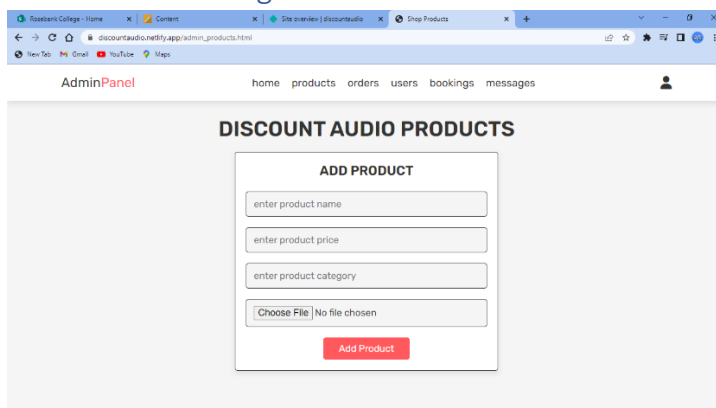 Rosebank College - Home
Content
Site overview | discountaudio
Shop Products
discountaudio.netlify.app/admin_products.html
New Tab Gmail YouTube Maps
AdminPanel
home products orders users bookings messages
DISCOUNT AUDIO PRODUCTS
ADD PRODUCT
enter product name
enter product price
enter product category
Choose File No file chosen
Add Product